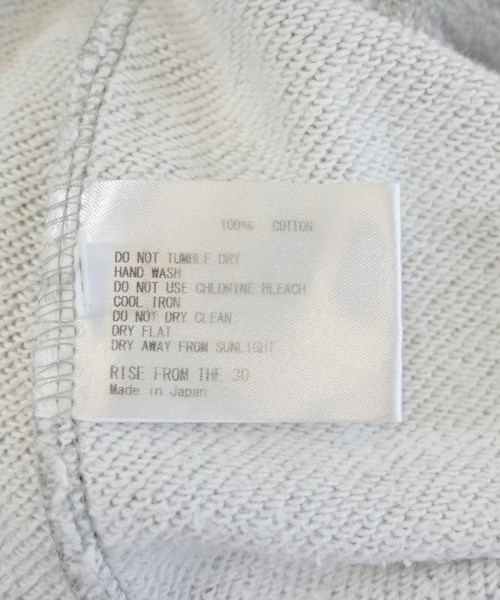 100% COTTON
DO NOT TUMBLE DRY
HAND WASH
DO NOT USE CHLORINE BLEACH
COOL IRON
DO NOT DRY CLEAN
DRY FLAT
DRY AWAY FROM SUNLIGHT
RISE FROM THE 30
Made in Japan